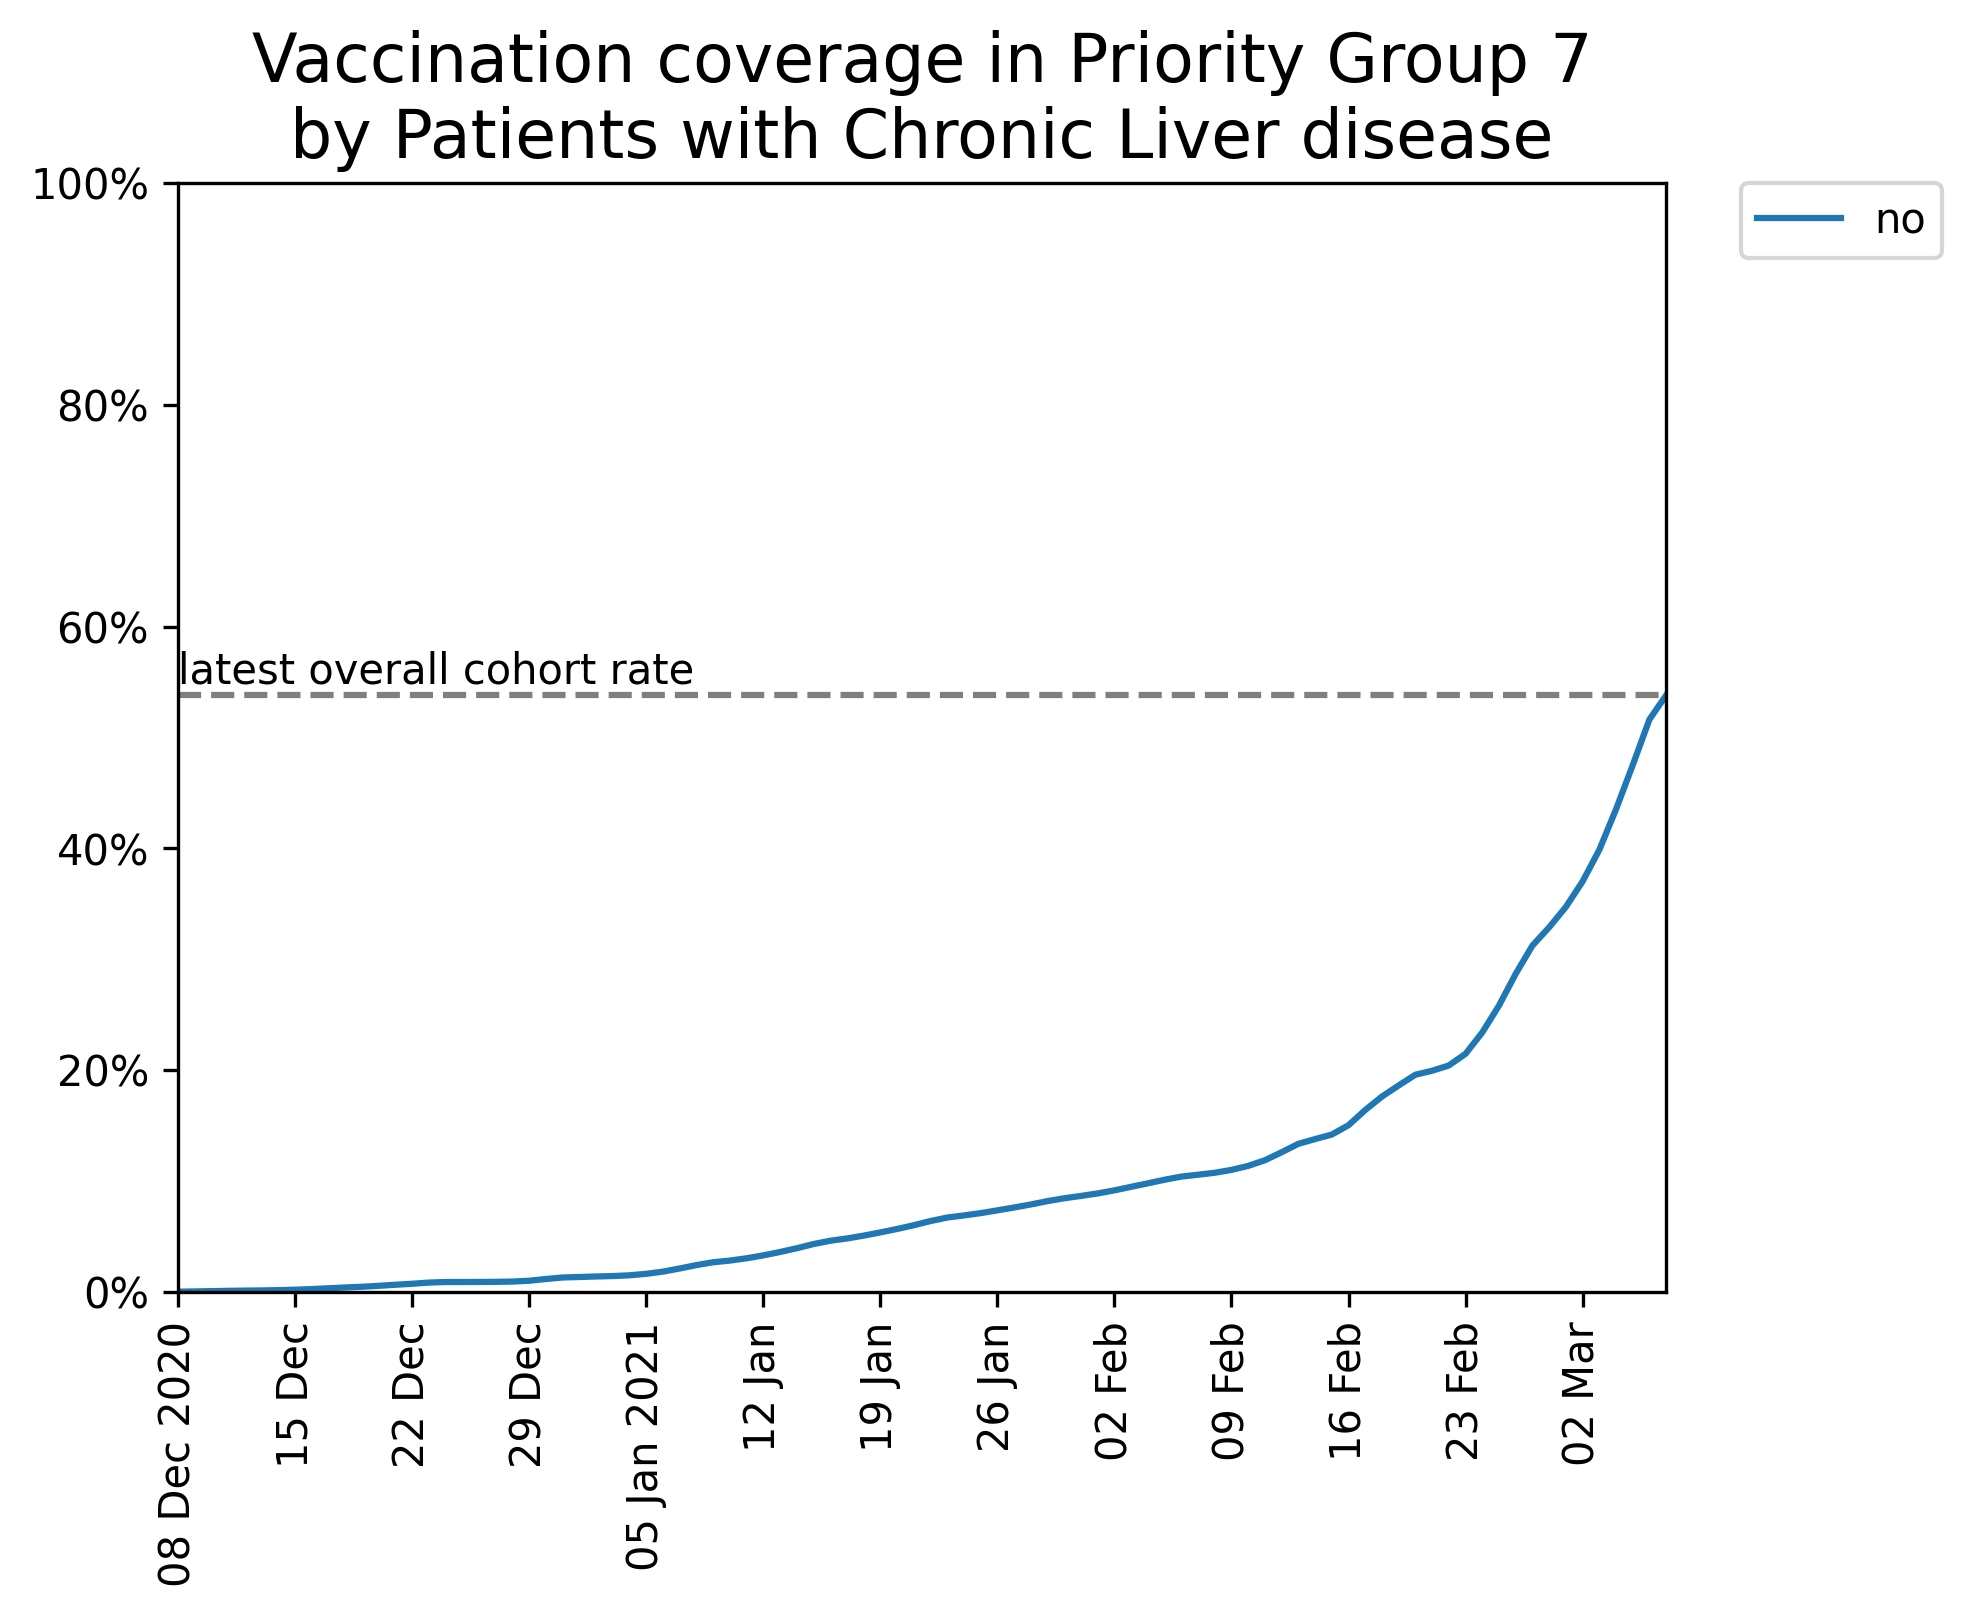 Vaccination coverage in Priority Group 7
by Patients with Chronic Liver disease
no
100%
80%
60%
40%
20%
0%
latest overall cohort rate
08 Dec 2020
15 Dec
22 Dec
29 Dec
05 Jan 2021
12 Jan
19 Jan
26 Jan
02 Feb
09 Feb
16 Feb
23 Feb
02 Mar